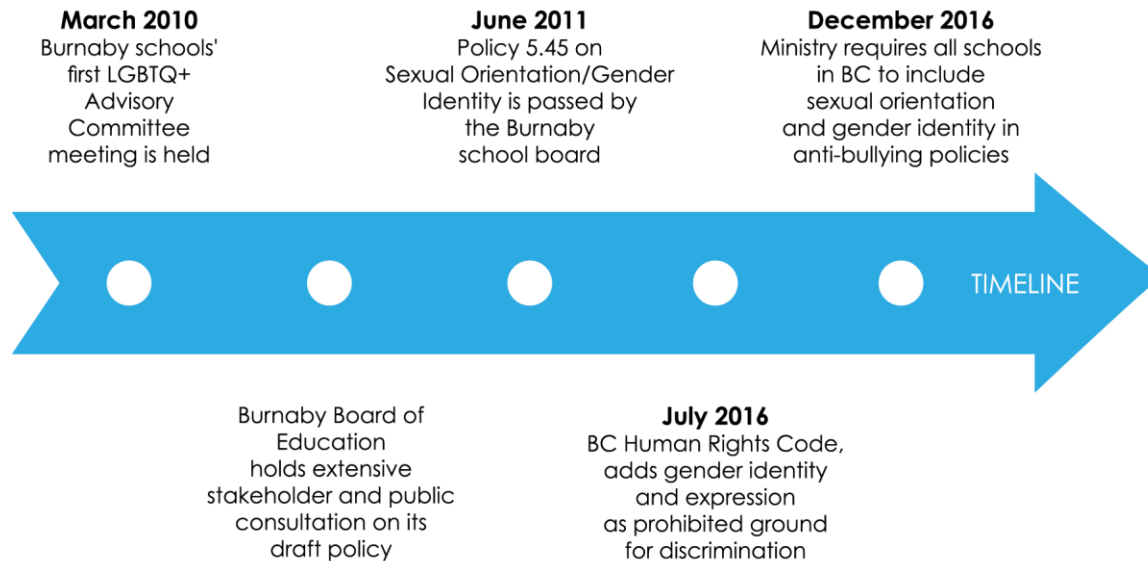 March 2010
Burnaby schools'
first LGBTQ+
Advisory
Committee
meeting is held
June 2011
Policy 5.45 on
Sexual Orientation/Gender
Identity is passed by
the Burnaby
school board
December 2016
Ministry requires all schools
in BC to include
sexual orientation
and gender identity in
anti-bullying policies
TIMELINE
Burnaby Board of
Education
holds extensive
stakeholder and public
consultation on its
draft policy
July 2016
BC Human Rights Code,
adds gender identity
and expression
as prohibited ground
for discrimination